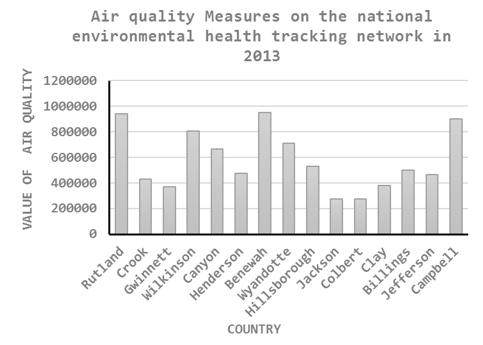 Air quality Measures on the national
environmental health tracking network in
2013
VALUE OF AIR QUALITY
1200000
1000000
800000
600000
400000
200000
0
Rutland
Crook
Gwinnett
Wilkinson
Canyon
Henderson
Benewah
Wyandotte
Hillsborough
Jackson
Colbert
Clay
Billings
Jefferson
Campbell
COUNTRY